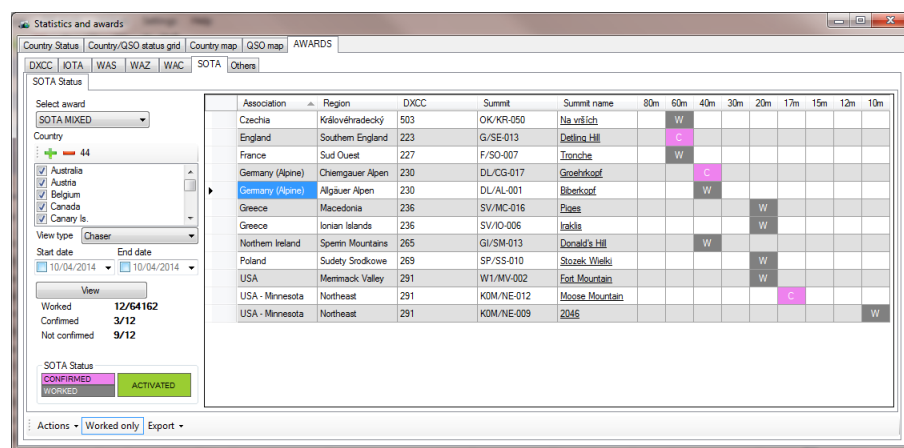 Statistics and awards
Country Status Country/QSO status grid Country map QSO map AWARDS
DXCC IOTA WAS WAZ WAC SOTA Others
SOTA Status
Select award
SOTA MIXED
Country
44
Australia
Austria
Belgium
Canada
Canary Is.
View type Chaser
Start date End date
10/04/2014 10/04/2014
View
Worked 12/64162
Confirmed 3/12
Not confirmed 9/12
SOTA Status
CONFIRMED
WORKED
ACTIVATED
Association Region DXCC Summit Summit name 80m 60m 40m 30m 20m 17m 15m 12m 10m
Czechia Královéhradecký 503 OK/KR-050 Na vrších W
England Southern England 223 G/SE-013 Detling Hill C
France Sud Ouest 227 F/SO-007 Tronche W
Germany (Alpine) Chiemgauer Alpen 230 DL/CG-017 Groehrkopf C
Germany (Alpine) Allgäuer Alpen 230 DL/AL-001 Biberkopf W
Greece Macedonia 236 SV/MC-016 Piges W
Greece Ionian Islands 236 SV/IO-006 Iraklis W
Northern Ireland Sperrin Mountains 265 GI/SM-013 Donald's Hill W
Poland Sudety Srodkowe 269 SP/SS-010 Stozek Wielki W
USA Merrimack Valley 291 W1/MV-002 Fort Mountain W
USA - Minnesota Northeast 291 K0M/NE-012 Moose Mountain C
USA - Minnesota Northeast 291 K0M/NE-009 2046 W
Actions Worked only Export